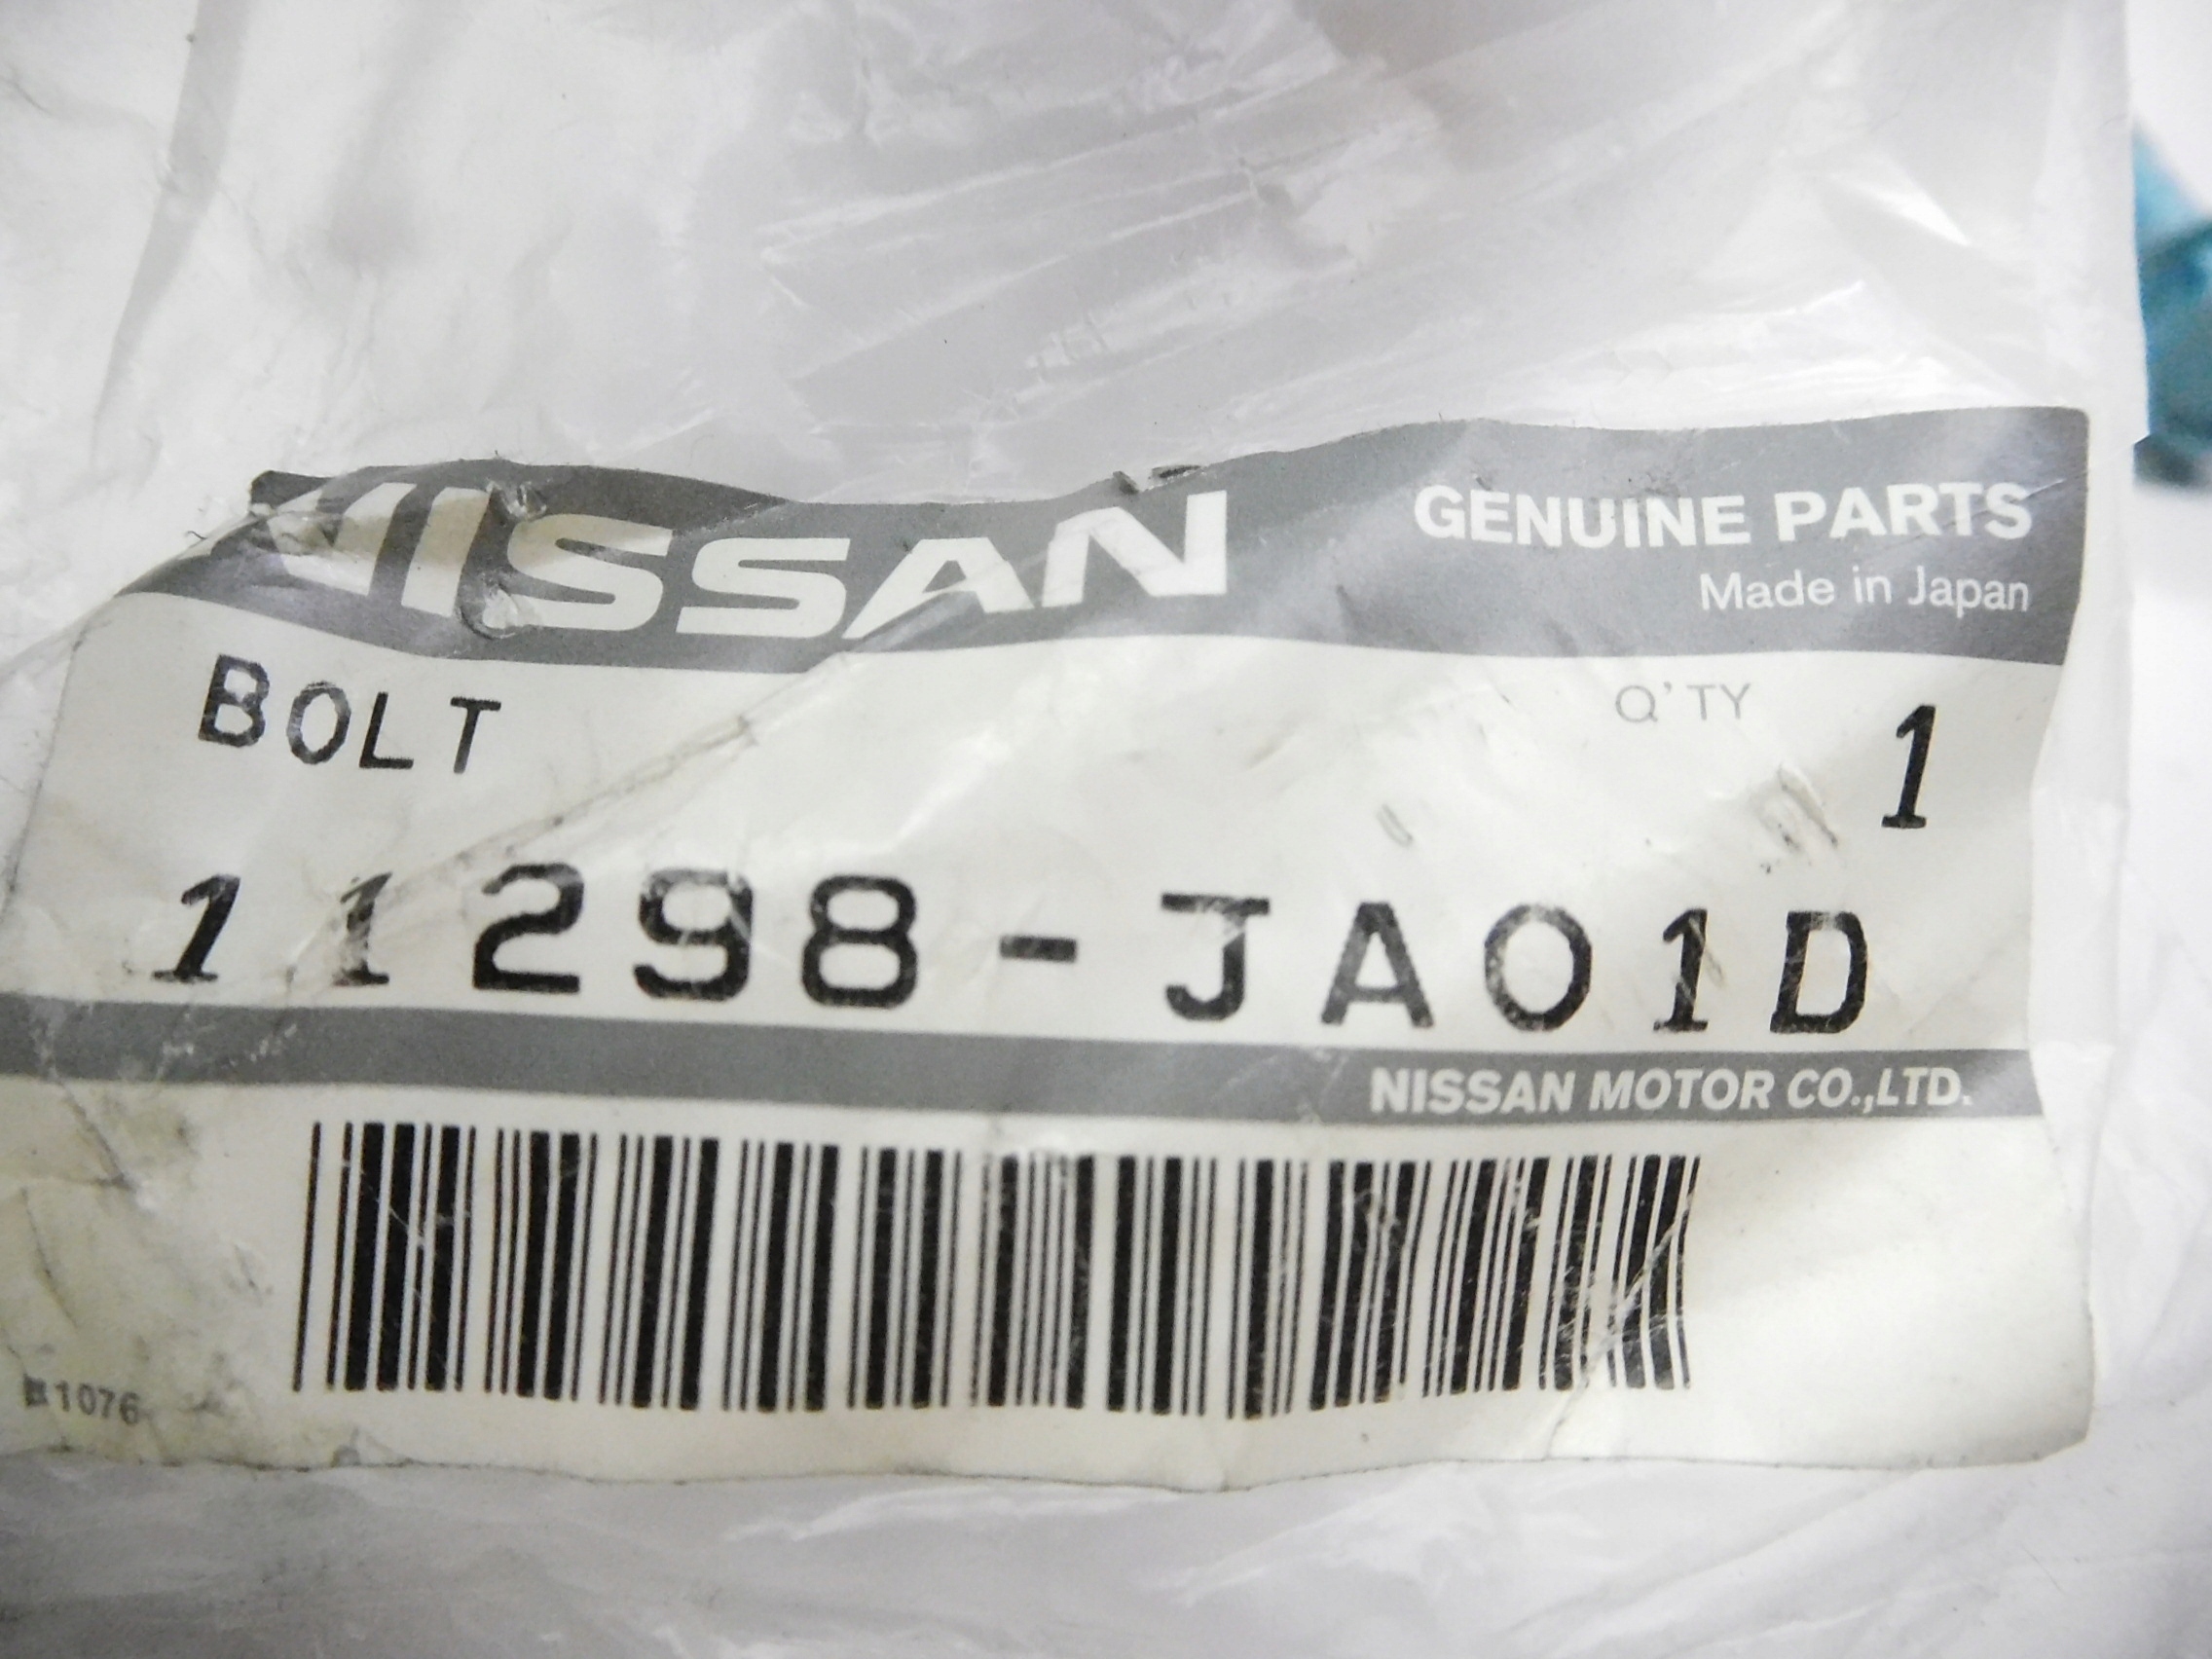 NISSAN
GENUINE PARTS
Made in Japan
BOLT
Q'TY 1
11298-JA01D
NISSAN MOTOR CO.,LTD.
1076